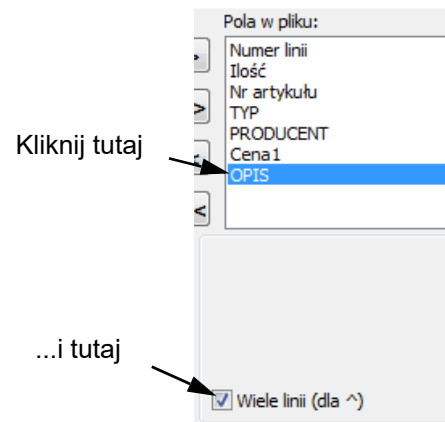 Pola w pliku:
Numer linii
>
Ilość
Nr artykułu
>
TYP
PRODUCENT
Kliknij tutaj
<
Cena1
OPIS
<
...i tutaj
Wiele linii (dla ^)